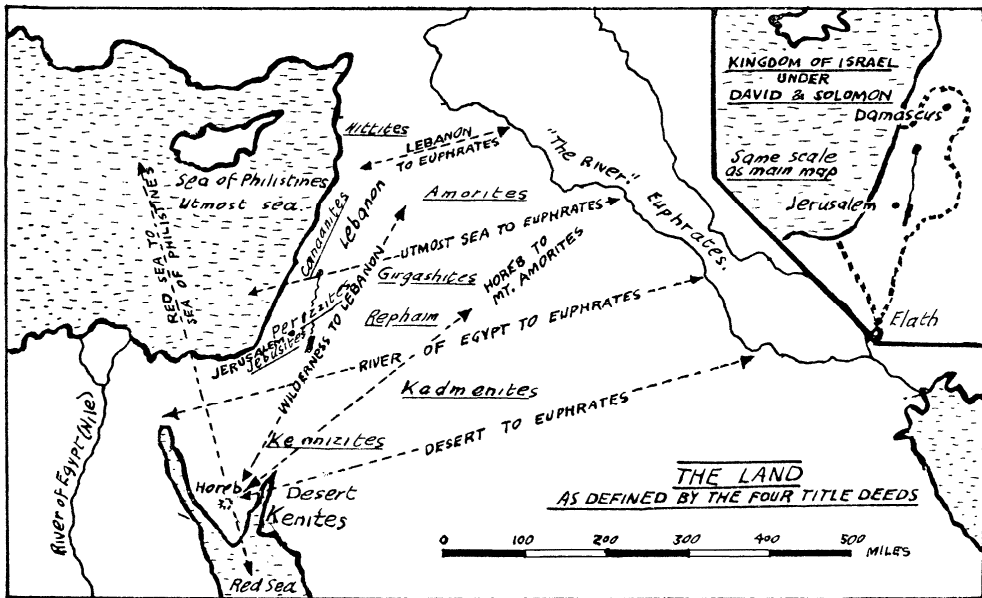 KINGDOM OF ISRAEL
UNDER
DAVID & SOLOMON
Damascus
Same scale
as main map
Jerusalem
Elath
Hittites
LEBANON
TO EUPHRATES
"The River"
Euphrates.
Sea of Philistines
Utmost sea.
RED SEA TO
SEA OF PHILISTINES
Canaanites
Lebanon
Amorites
UTMOST SEA TO EUPHRATES
Girgashites
HOREB TO
MT. AMORITES
Perezzites
Rephaim
JERUSALEM
Jebusites
WILDERNESS TO LEBANON
RIVER OF EGYPT TO EUPHRATES
Kadmenites
Kennizites
DESERT TO EUPHRATES
River of Egypt (Nile)
Horeb
Desert
Kenites
Red Sea
THE LAND
AS DEFINED BY THE FOUR TITLE DEEDS
0 100 200 300 400 500 MILES